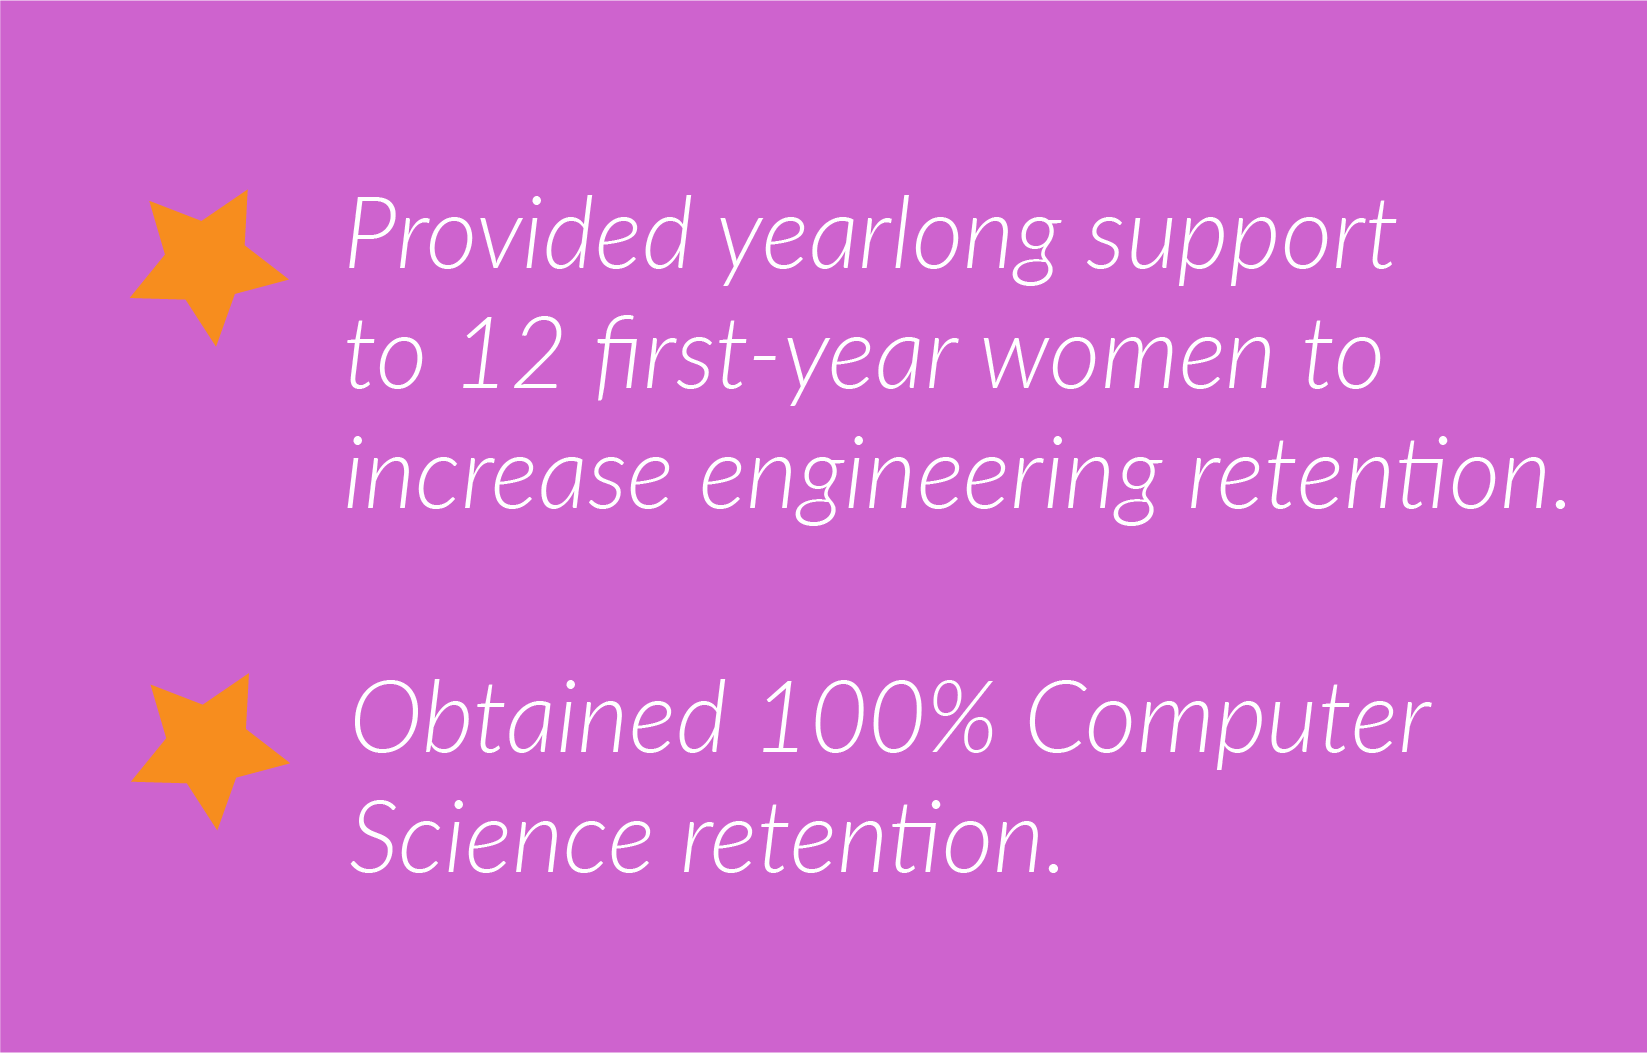 Provided yearlong support
to 12 first-year women to
increase engineering retention.
Obtained 100% Computer
Science retention.